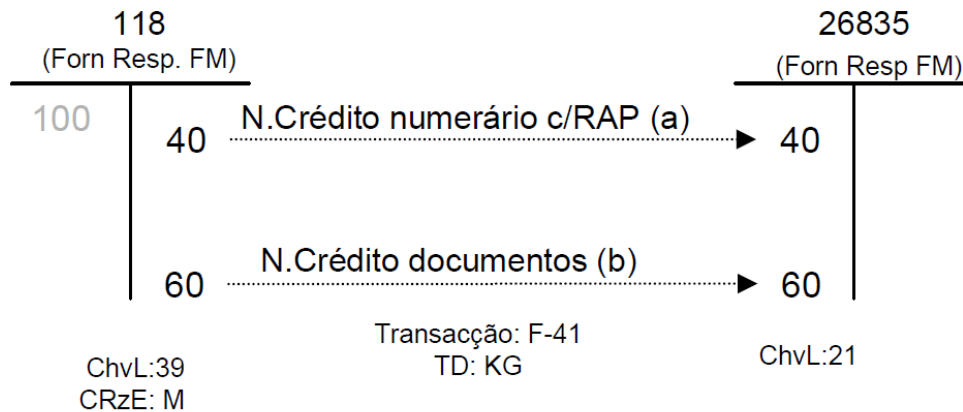 118
(Forn Resp. FM)
26835
(Forn Resp FM)
100
40
N.Crédito numerário c/RAP (a)
40
60
N.Crédito documentos (b)
60
Transacção: F-41
TD: KG
ChvL:39
CRzE: M
ChvL:21